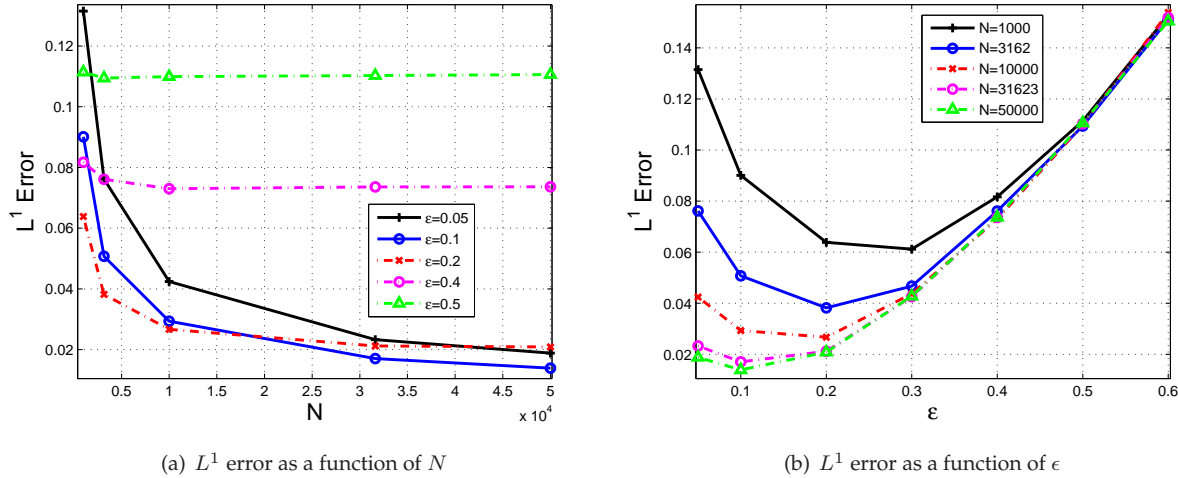 0.12
0.1
0.08
0.06
0.04
0.02
L¹ Error
0.5 1 1.5 2 2.5 3 3.5 4 4.5 5
x 10⁴
N
ε=0.05
ε=0.1
ε=0.2
ε=0.4
ε=0.5
(a) L¹ error as a function of N
0.14
0.12
0.1
0.08
0.06
0.04
0.02
L¹ Error
0.1 0.2 0.3 0.4 0.5 0.6
ε
N=1000
N=3162
N=10000
N=31623
N=50000
(b) L¹ error as a function of ϵ